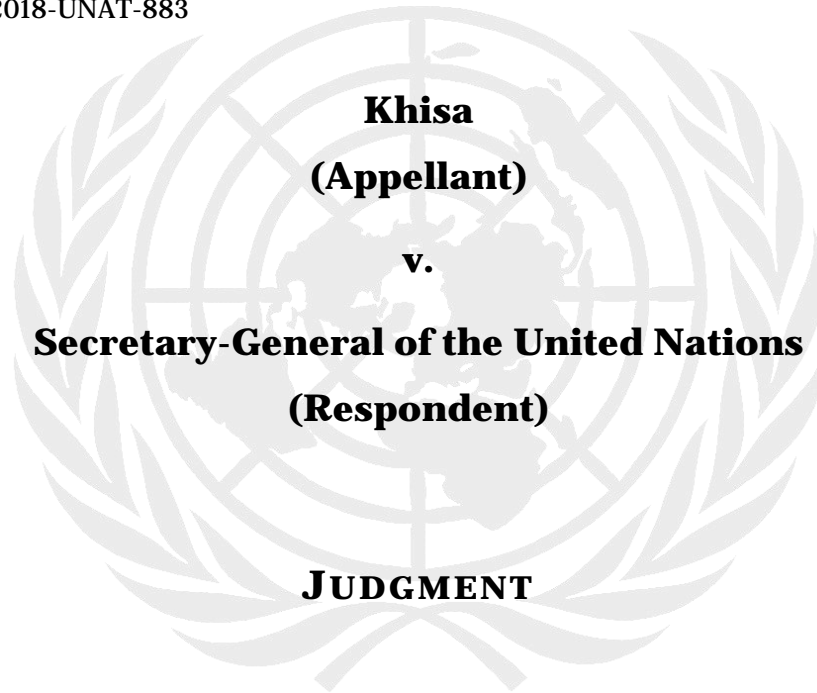 2018-UNAT-883
Khisa
(Appellant)
v.
Secretary-General of the United Nations
(Respondent)
JUDGMENT